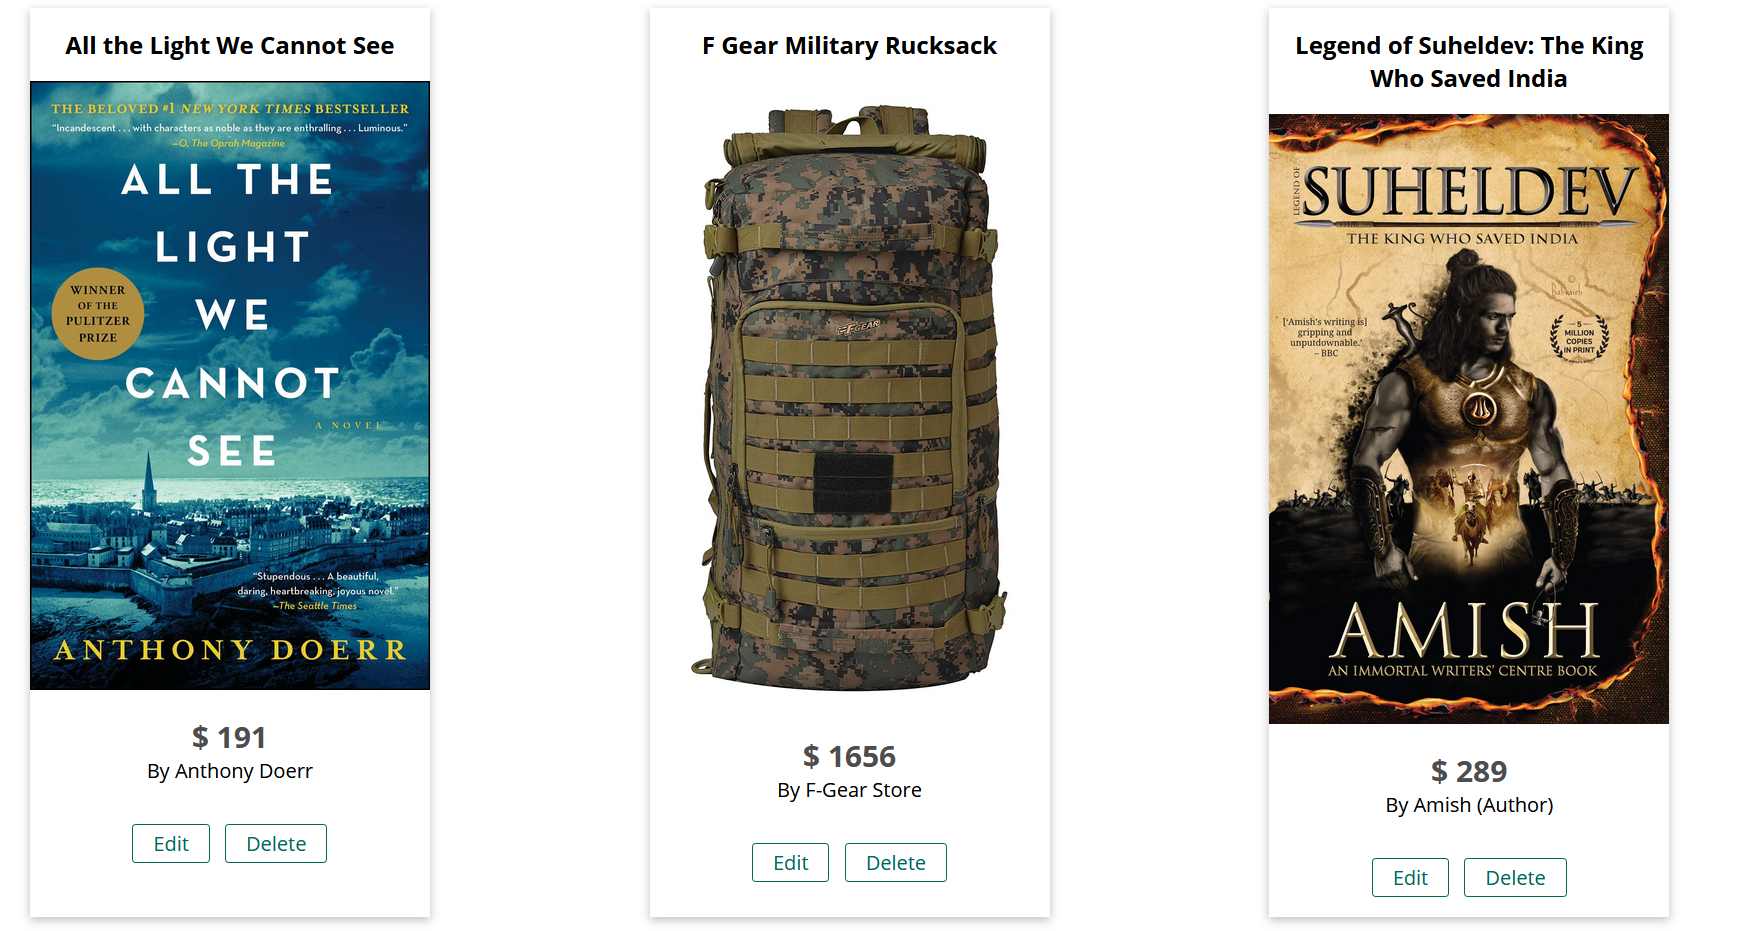 All the Light We Cannot See
THE BELOVED #1 NEW YORK TIMES BESTSELLER
“Incandescent . . . with characters as noble as they are enthralling . . . Luminous.”
—O, The Oprah Magazine
ALL THE
LIGHT
WE
CANNOT
SEE
WINNER
OF THE
PULITZER
PRIZE
A NOVEL
“Stupendous . . . A beautiful,
daring, heartbreaking, joyous novel.”
—The Seattle Times
ANTHONY DOERR
$ 191
By Anthony Doerr
Edit
Delete
F Gear Military Rucksack
F GEAR
$ 1656
By F-Gear Store
Edit
Delete
Legend of Suheldev: The King
Who Saved India
LEGEND OF
SUHELDEV
THE KING WHO SAVED INDIA
Bahraich
['Amish's writing is]
gripping and
unputdownable.'
– BBC
5
MILLION
COPIES
IN PRINT
AMISH
AN IMMORTAL WRITERS' CENTRE BOOK
$ 289
By Amish (Author)
Edit
Delete